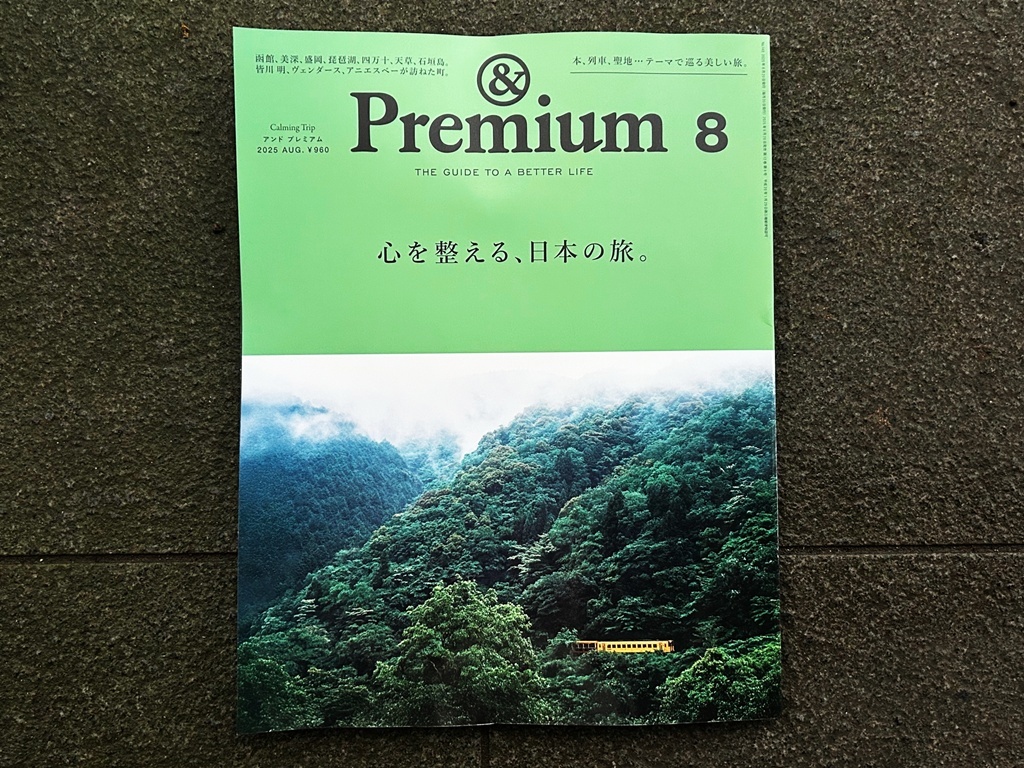 函館、美深、盛岡、琵琶湖、四万十、天草、石垣島。
皆川 明、ヴェンダース、アニエスベーが訪ねた町。
本、列車、聖地…テーマで巡る美しい旅。
&
Premium 8
Calming Trip
アンド プレミアム
2025 AUG. ¥960
THE GUIDE TO A BETTER LIFE
心を整える、日本の旅。